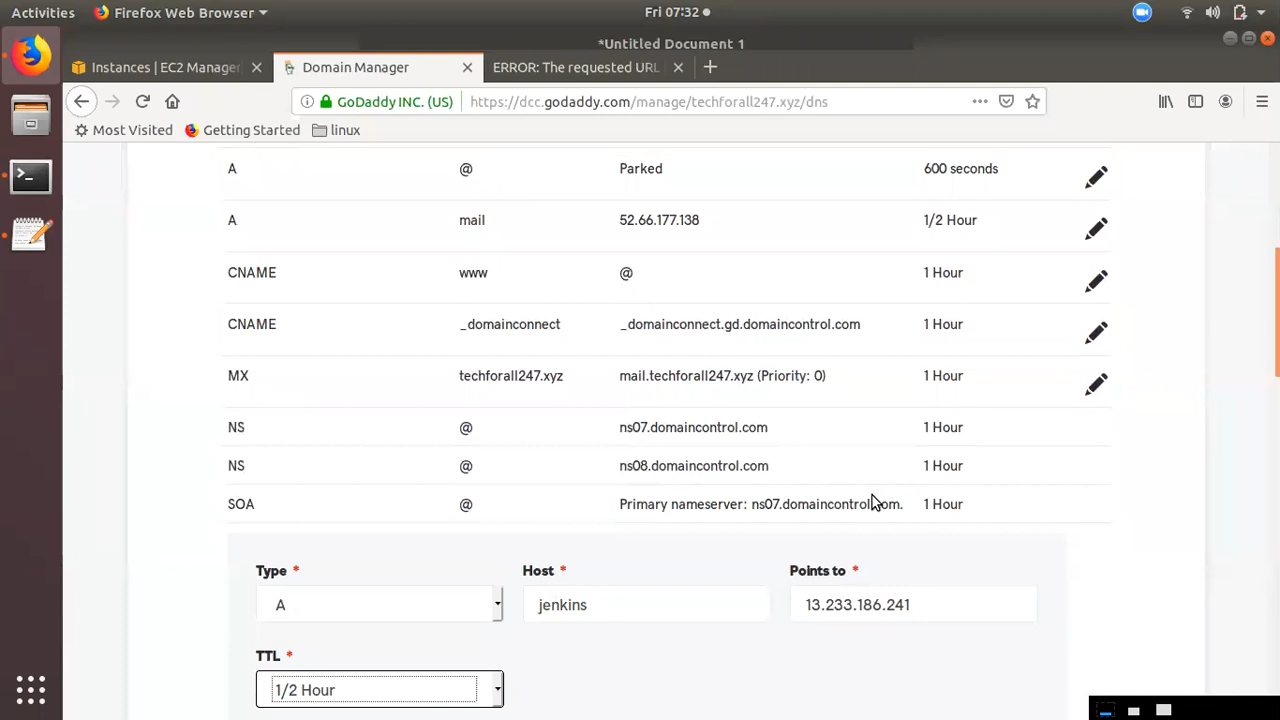 Activities Firefox Web Browser Fri 07:32
*Untitled Document 1
Instances | EC2 Manager Domain Manager ERROR: The requested URL
GoDaddy INC. (US) https://dcc.godaddy.com/manage/techforall247.xyz/dns
Most Visited Getting Started linux
A @ Parked 600 seconds
A mail 52.66.177.138 1/2 Hour
CNAME www @ 1 Hour
CNAME _domainconnect _domainconnect.gd.domaincontrol.com 1 Hour
MX techforall247.xyz mail.techforall247.xyz (Priority: 0) 1 Hour
NS @ ns07.domaincontrol.com 1 Hour
NS @ ns08.domaincontrol.com 1 Hour
SOA @ Primary nameserver: ns07.domaincontrol.com. 1 Hour
Type * Host * Points to *
A jenkins 13.233.186.241
TTL *
1/2 Hour